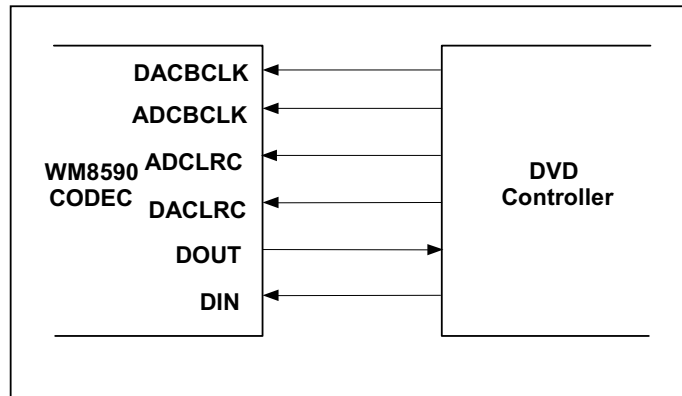 DACBCLK
ADCBCLK
ADCLRC
WM8590
CODEC
DACLRC
DOUT
DIN
DVD
Controller